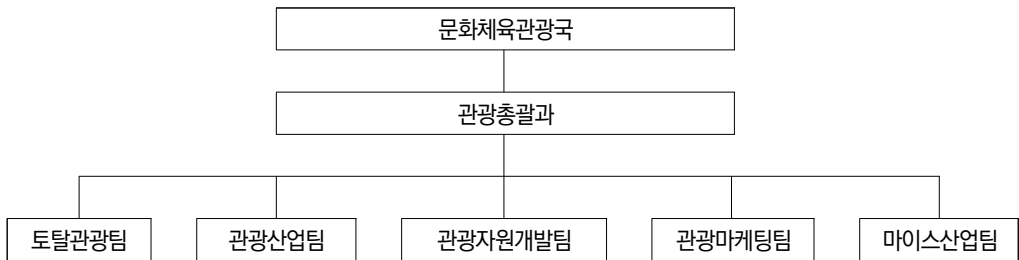 문화체육관광국
관광총괄과
토탈관광팀
관광산업팀
관광자원개발팀
관광마케팅팀
마이스산업팀